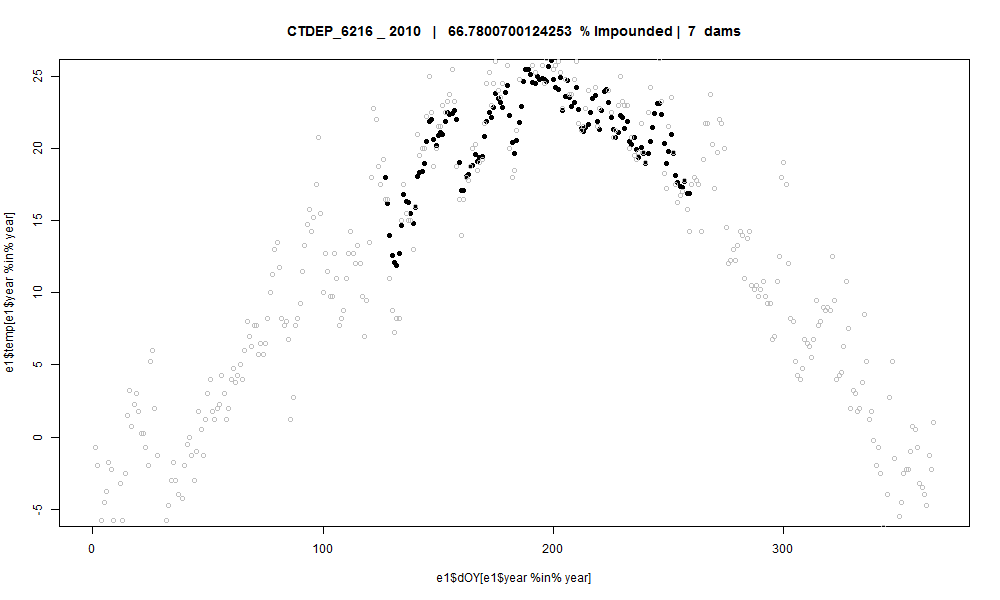 CTDEP_6216 _ 2010 | 66.7800700124253 % Impounded | 7 dams
25
20
15
10
5
0
-5
e1$temp[e1$year %in% year]
0 100 200 300
e1$dOY[e1$year %in% year]